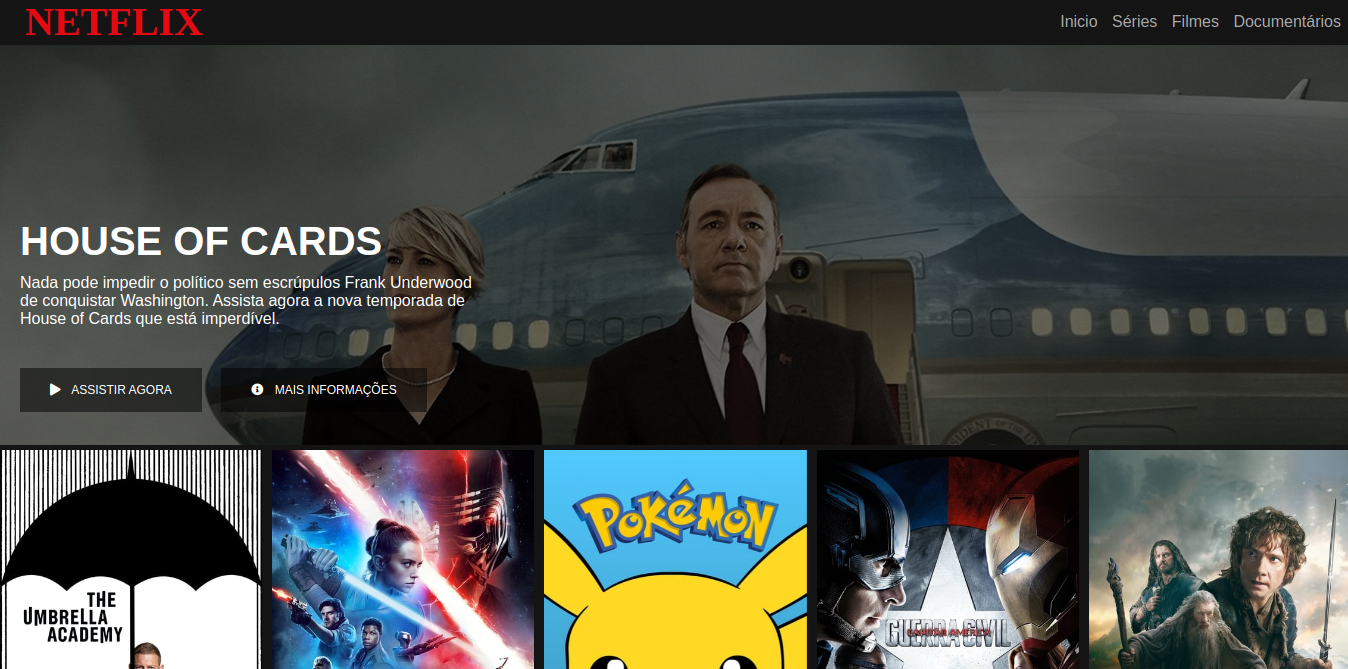 NETFLIX
Inicio Séries Filmes Documentários
HOUSE OF CARDS
Nada pode impedir o político sem escrúpulos Frank Underwood
de conquistar Washington. Assista agora a nova temporada de
House of Cards que está imperdível.
ASSISTIR AGORA
MAIS INFORMAÇÕES
THE
UMBRELLA
ACADEMY
POKéMON
GUERRA CIVIL
CAPITÃO AMÉRICA